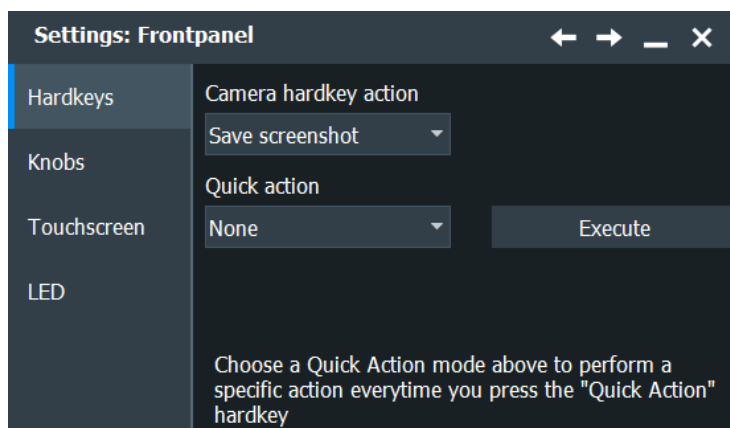 Settings: Frontpanel
Hardkeys
Knobs
Touchscreen
LED
Camera hardkey action
Save screenshot
Quick action
None
Execute
Choose a Quick Action mode above to perform a
specific action everytime you press the "Quick Action"
hardkey